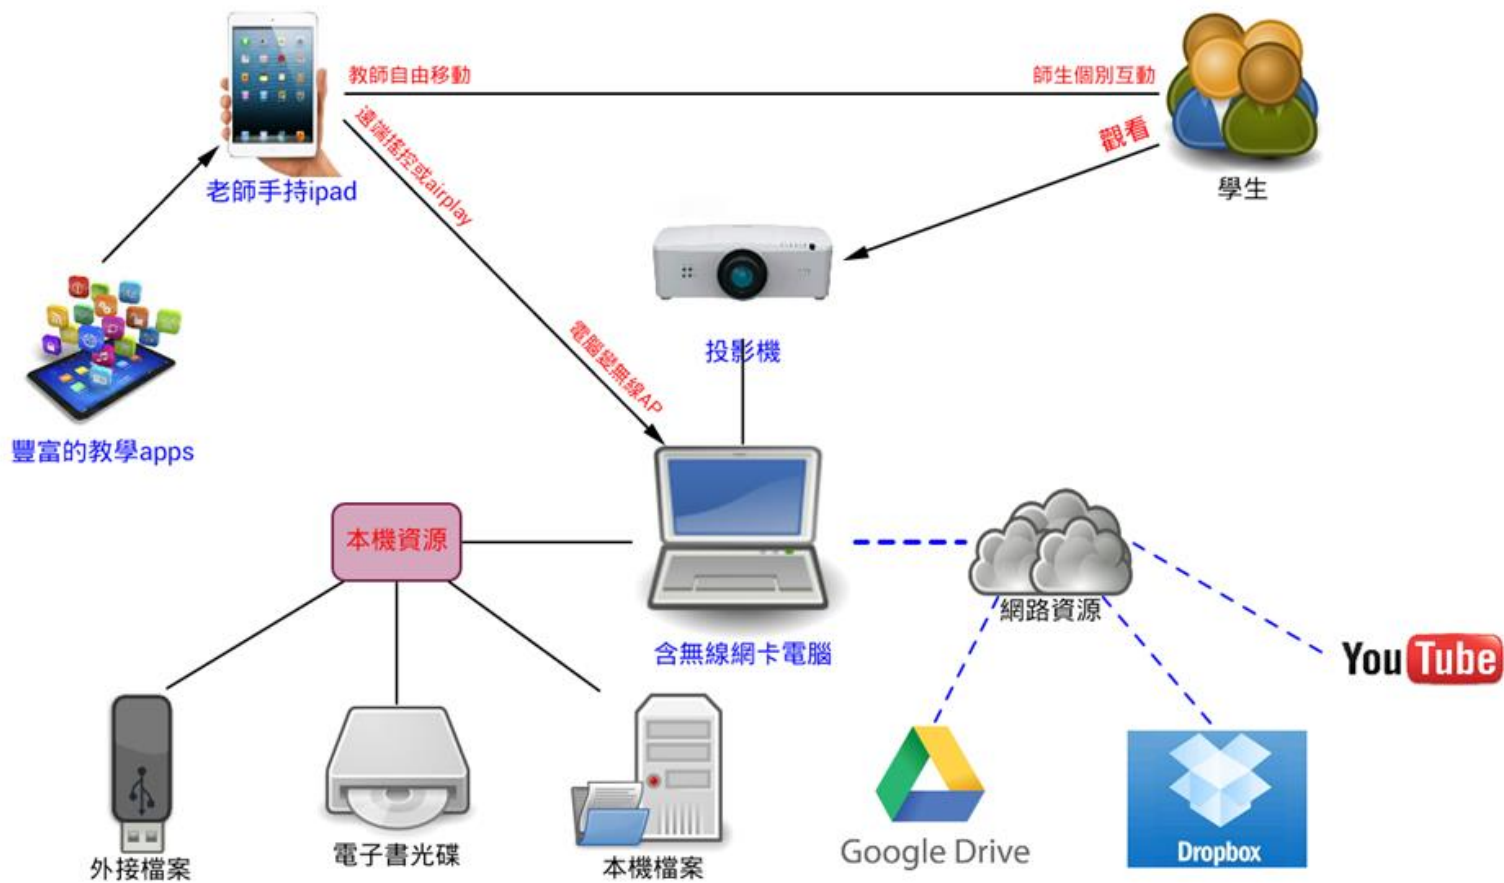 教師自由移動
師生個別互動
遠端搖控或airplay
觀看
老師手持ipad
學生
投影機
電腦變無線AP
豐富的教學apps
本機資源
網路資源
含無線網卡電腦
YouTube
外接檔案
電子書光碟
本機檔案
Google Drive
Dropbox